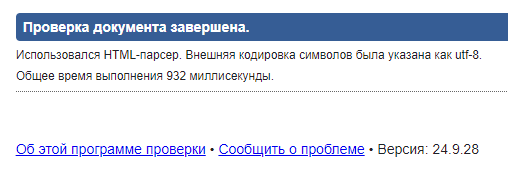 Проверка документа завершена.
Использовался HTML-парсер. Внешняя кодировка символов была указана как utf-8.
Общее время выполнения 932 миллисекунды.
Об этой программе проверки • Сообщить о проблеме • Версия: 24.9.28